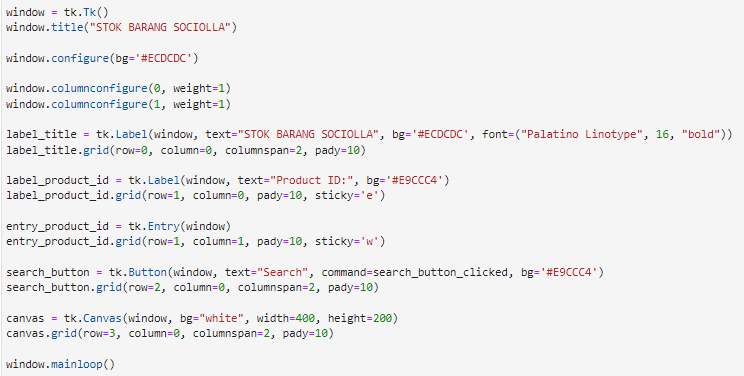 window = tk.Tk()
window.title("STOK BARANG SOCIOLLA")
window.configure(bg='#ECDCDC')
window.columnconfigure(0, weight=1)
window.columnconfigure(1, weight=1)
label_title = tk.Label(window, text="STOK BARANG SOCIOLLA", bg='#ECDCDC', font=("Palatino Linotype", 16, "bold"))
label_title.grid(row=0, column=0, columnspan=2, pady=10)
label_product_id = tk.Label(window, text="Product ID:", bg='#E9CCC4')
label_product_id.grid(row=1, column=0, pady=10, sticky='e')
entry_product_id = tk.Entry(window)
entry_product_id.grid(row=1, column=1, pady=10, sticky='w')
search_button = tk.Button(window, text="Search", command=search_button_clicked, bg='#E9CCC4')
search_button.grid(row=2, column=0, columnspan=2, pady=10)
canvas = tk.Canvas(window, bg="white", width=400, height=200)
canvas.grid(row=3, column=0, columnspan=2, pady=10)
window.mainloop()